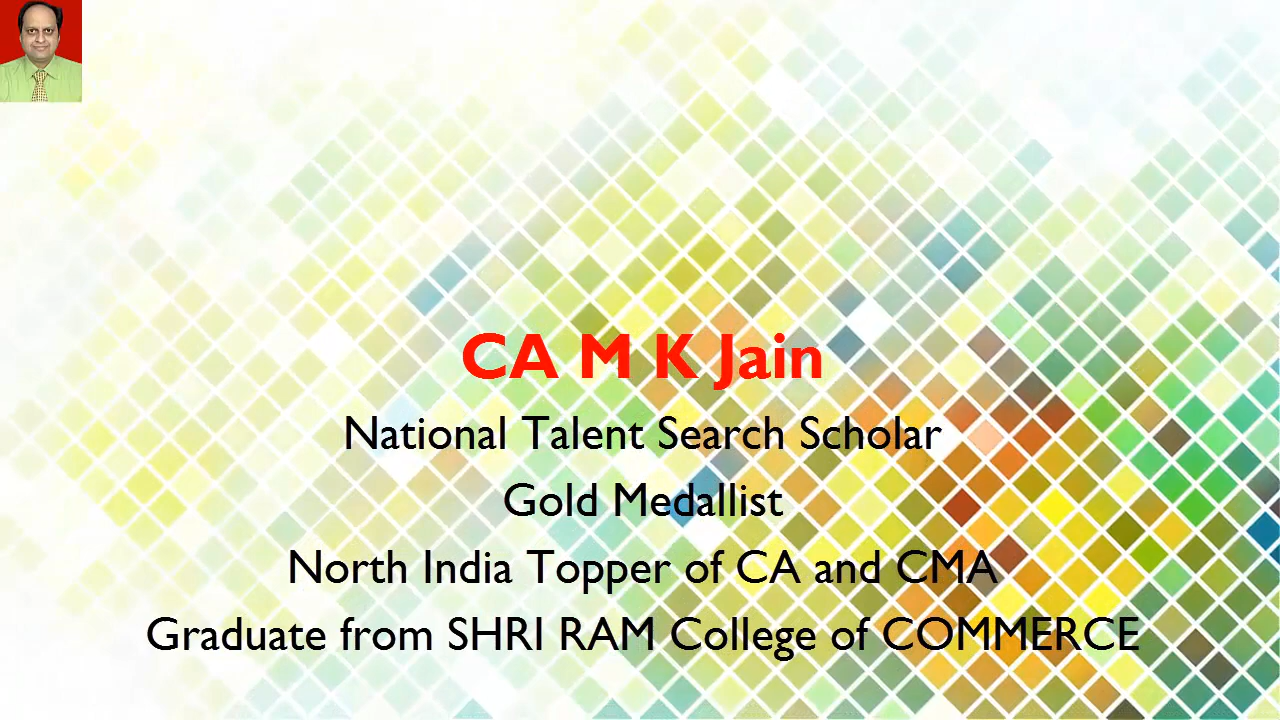 CA M K Jain
National Talent Search Scholar
Gold Medallist
North India Topper of CA and CMA
Graduate from SHRI RAM College of COMMERCE